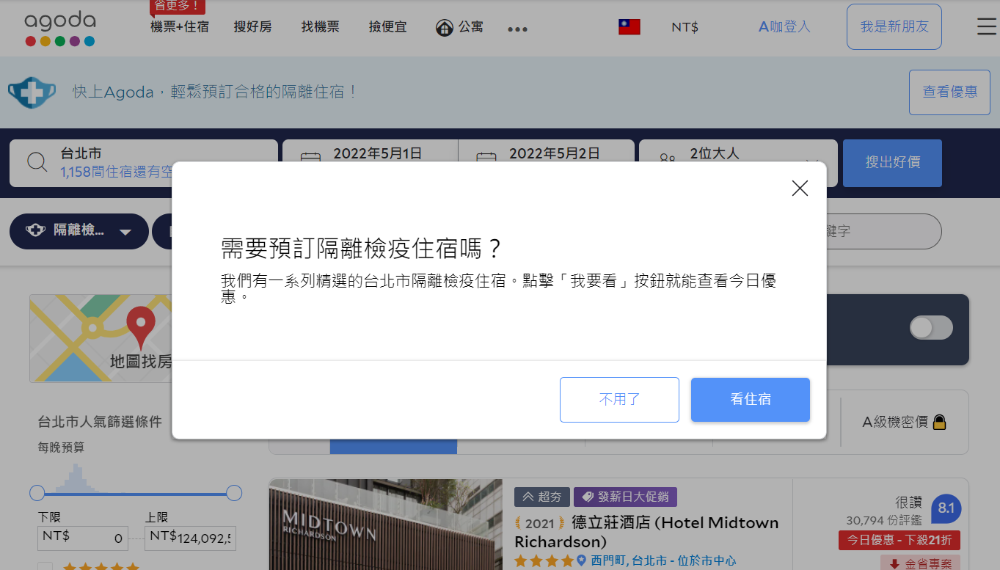 agoda
省更多！
機票+住宿
搜好房
找機票
撿便宜
公寓
NT$
A咖登入
我是新朋友
快上Agoda，輕鬆預訂合格的隔離住宿！
查看優惠
台北市
1,158間住宿還有空
2022年5月1日
2022年5月2日
2位大人
搜出好價
隔離檢...
鍵字
需要預訂隔離檢疫住宿嗎？
我們有一系列精選的台北市隔離檢疫住宿。點擊「我要看」按鈕就能查看今日優
惠。
不用了
看住宿
地圖找房
台北市人氣篩選條件
每晚預算
下限
上限
NT$ 0
NT$124,092,5
A級機密價
MIDTOWN
RICHARDSON
超夯
發薪日大促銷
2021 德立莊酒店 (Hotel Midtown
Richardson)
西門町, 台北市 - 位於市中心
很讚
8.1
30,794 份評鑑
今日優惠 - 下殺21折
金省專案